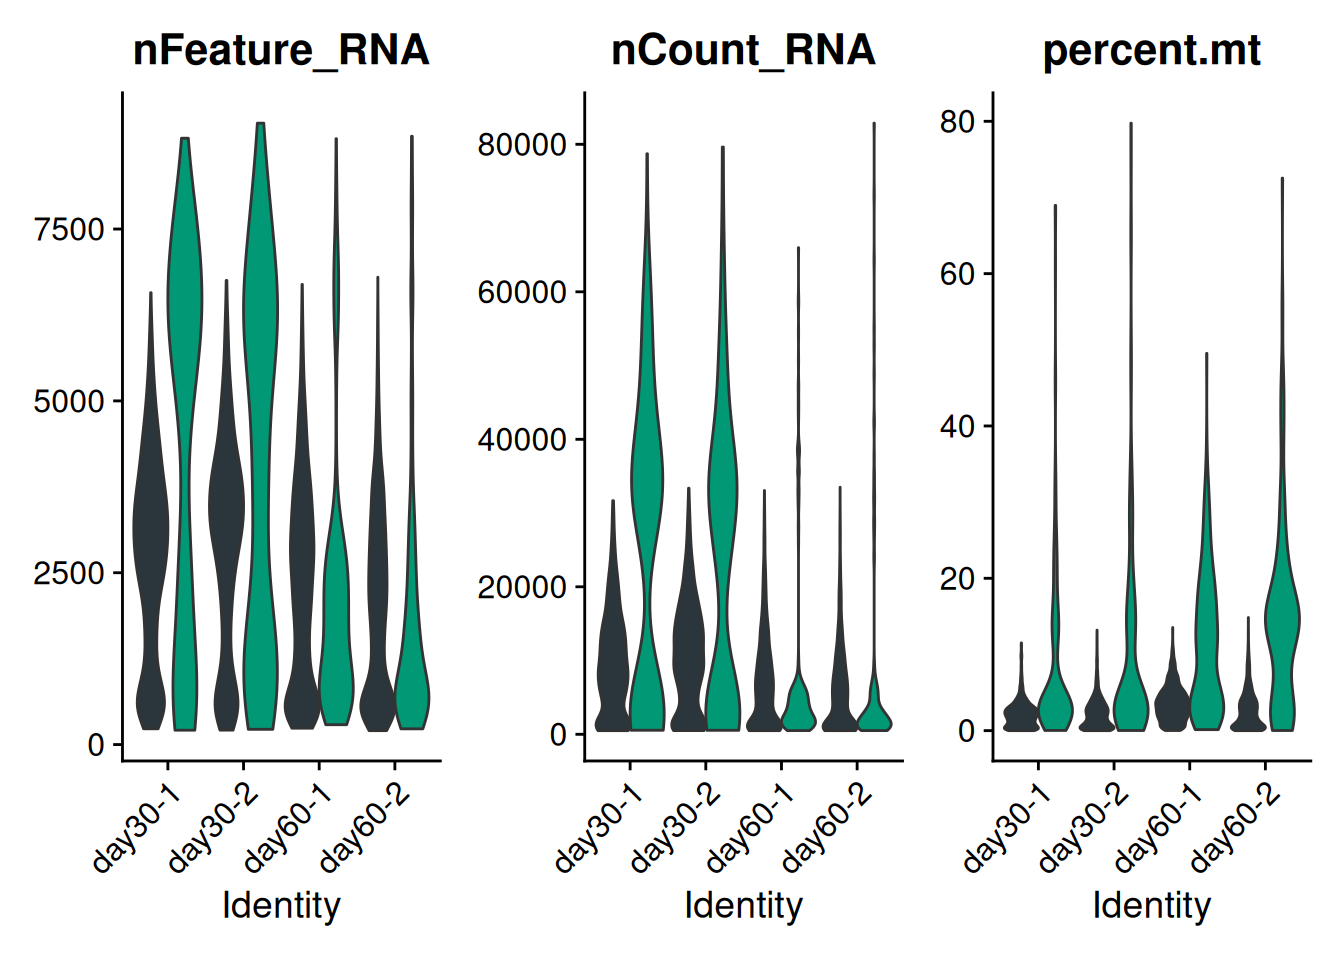 nFeature_RNA
7500
5000
2500
0
day30-1
day30-2
day60-1
day60-2
Identity
nCount_RNA
80000
60000
40000
20000
0
day30-1
day30-2
day60-1
day60-2
Identity
percent.mt
80
60
40
20
0
day30-1
day30-2
day60-1
day60-2
Identity